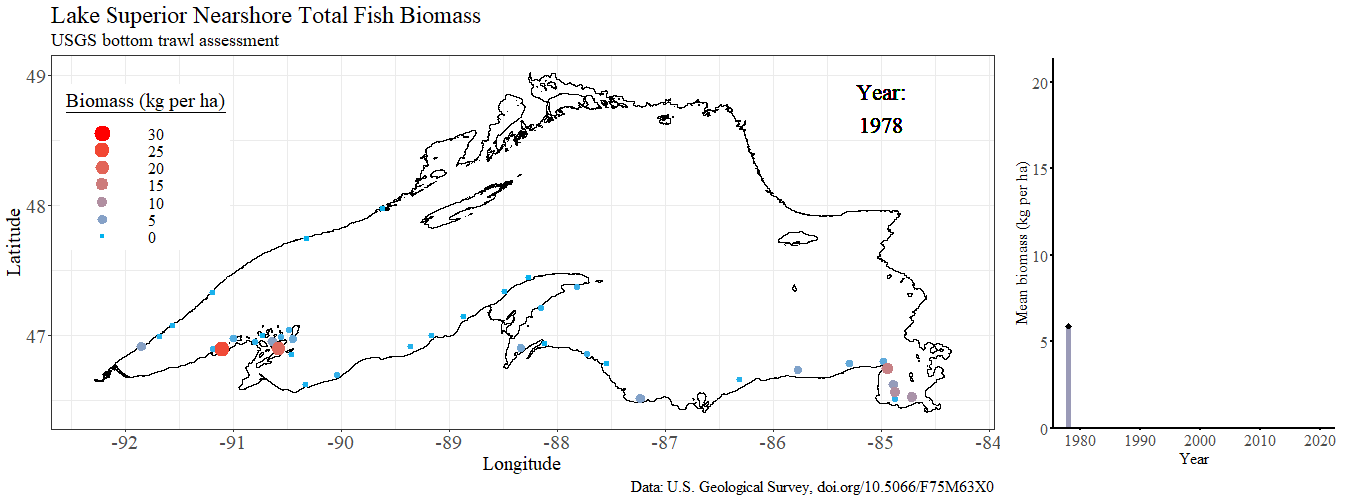 Lake Superior Nearshore Total Fish Biomass
USGS bottom trawl assessment
Biomass (kg per ha)
30
25
20
15
10
5
0
Year:
1978
49
48
47
Latitude
-92 -91 -90 -89 -88 -87 -86 -85 -84
Longitude
Data: U.S. Geological Survey, doi.org/10.5066/F75M63X0
Mean biomass (kg per ha)
20
15
10
5
0
1980 1990 2000 2010 2020
Year